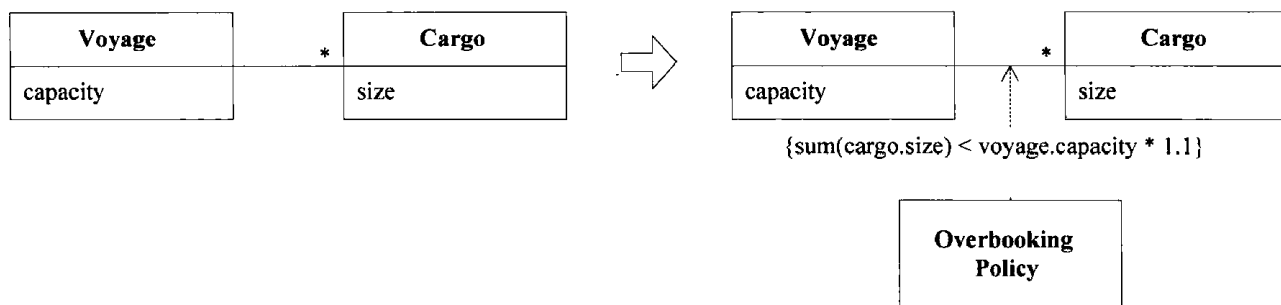 Voyage
*
Cargo
capacity
size
Voyage
*
Cargo
capacity
size
{sum(cargo.size) < voyage.capacity * 1.1}
Overbooking
Policy